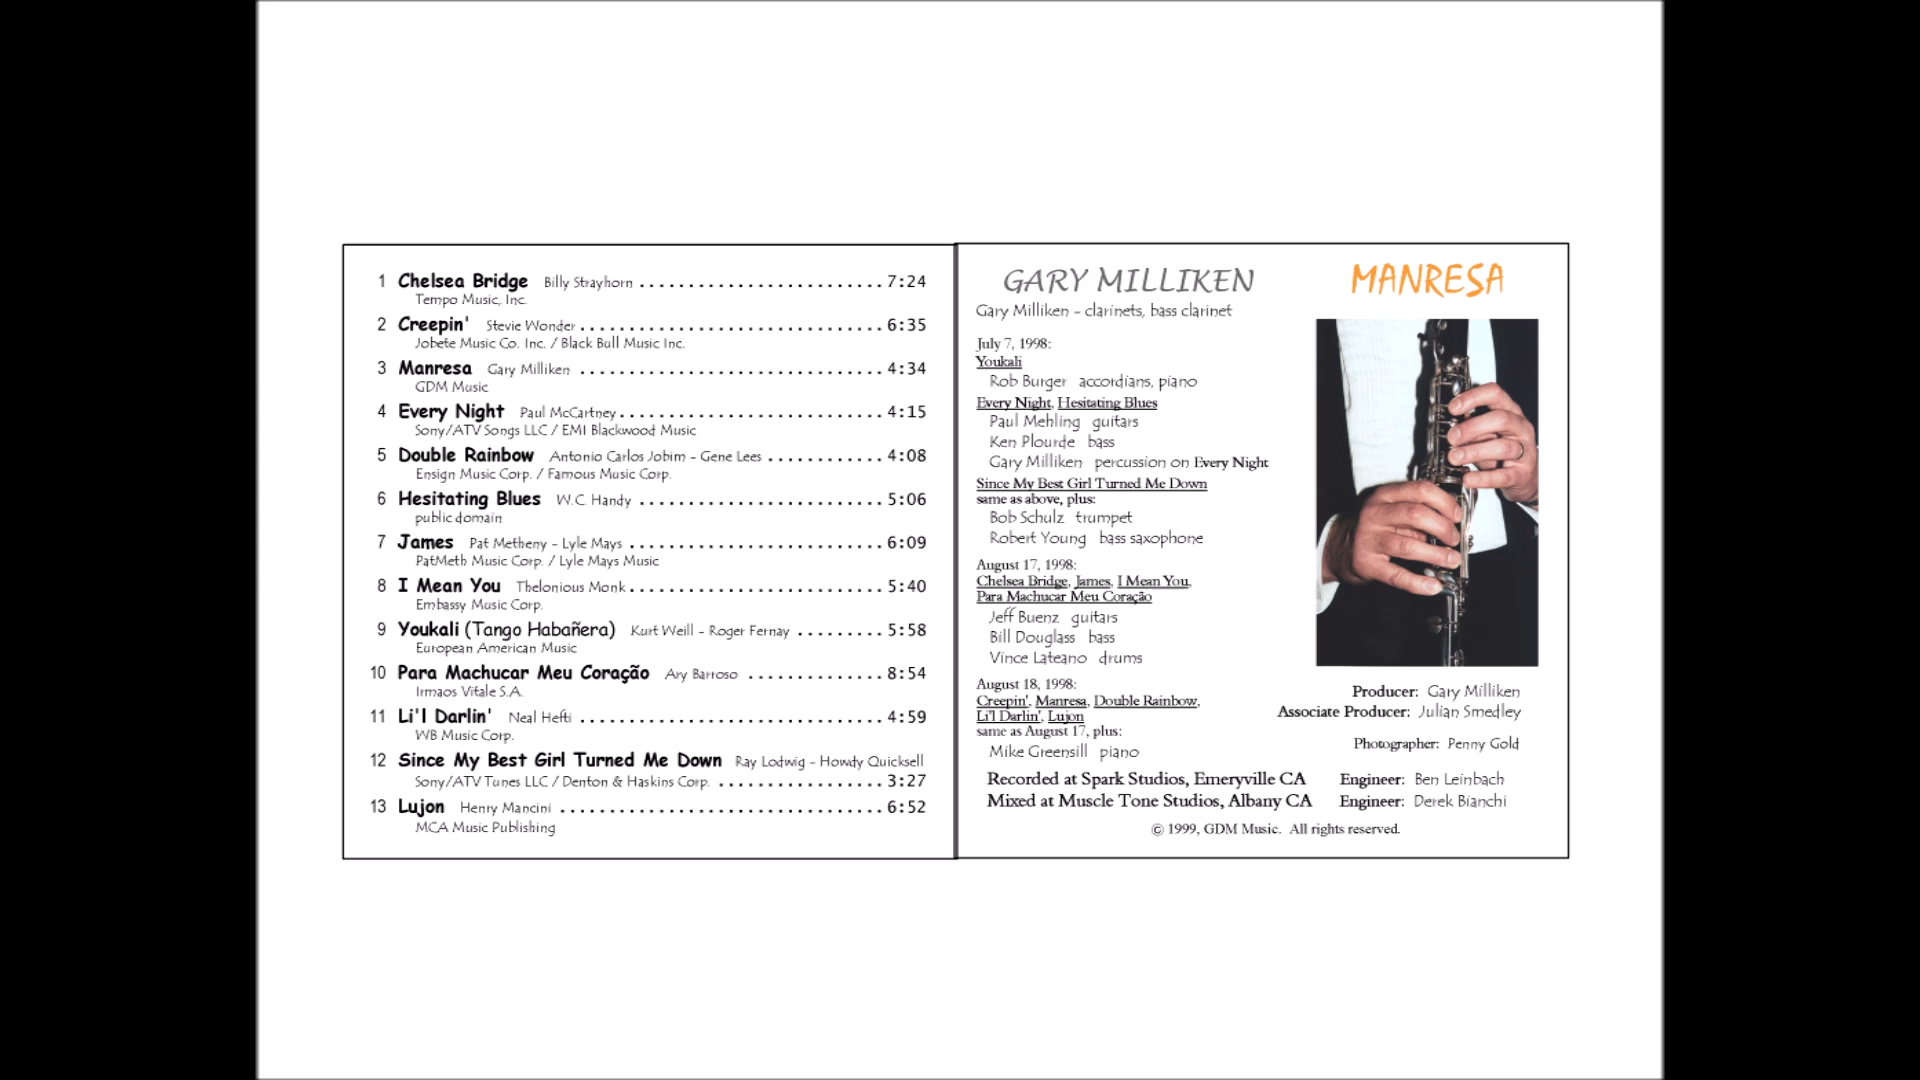 1 Chelsea Bridge Billy Strayhorn ......................... 7:24
Tempo Music, Inc.
2 Creepin' Stevie Wonder ............................... 6:35
Jobete Music Co. Inc. / Black Bull Music Inc.
3 Manresa Gary Milliken ............................... 4:34
GDM Music
4 Every Night Paul McCartney ........................... 4:15
Sony/ATV Songs LLC / EMI Blackwood Music
5 Double Rainbow Antonio Carlos Jobim - Gene Lees ............ 4:08
Ensign Music Corp. / Famous Music Corp.
6 Hesitating Blues W.C. Handy ......................... 5:06
public domain
7 James Pat Metheny - Lyle Mays .......................... 6:09
PatMeth Music Corp. / Lyle Mays Music
8 I Mean You Thelonious Monk .......................... 5:40
Embassy Music Corp.
9 Youkali (Tango Habañera) Kurt Weill - Roger Fernay ......... 5:58
European American Music
10 Para Machucar Meu Coração Ary Barroso .............. 8:54
Irmaos Vitale S.A.
11 Li'l Darlin' Neal Hefti ............................... 4:59
WB Music Corp.
12 Since My Best Girl Turned Me Down Ray Lodwig - Howdy Quicksell
Sony/ATV Tunes LLC / Denton & Haskins Corp. ................. 3:27
13 Lujon Henry Mancini ................................. 6:52
MCA Music Publishing
GARY MILLIKEN
MANRESA
Gary Milliken - clarinets, bass clarinet
July 7, 1998:
Youkali
Rob Burger accordians, piano
Every Night, Hesitating Blues
Paul Mehling guitars
Ken Plourde bass
Gary Milliken percussion on Every Night
Since My Best Girl Turned Me Down
same as above, plus:
Bob Schulz trumpet
Robert Young bass saxophone
August 17, 1998:
Chelsea Bridge, James, I Mean You,
Para Machucar Meu Coração
Jeff Buenz guitars
Bill Douglass bass
Vince Lateano drums
August 18, 1998:
Creepin', Manresa, Double Rainbow,
Li'l Darlin', Lujon
same as August 17, plus:
Mike Greensill piano
Producer: Gary Milliken
Associate Producer: Julian Smedley
Photographer: Penny Gold
Recorded at Spark Studios, Emeryville CA Engineer: Ben Leinbach
Mixed at Muscle Tone Studios, Albany CA Engineer: Derek Bianchi
© 1999, GDM Music. All rights reserved.